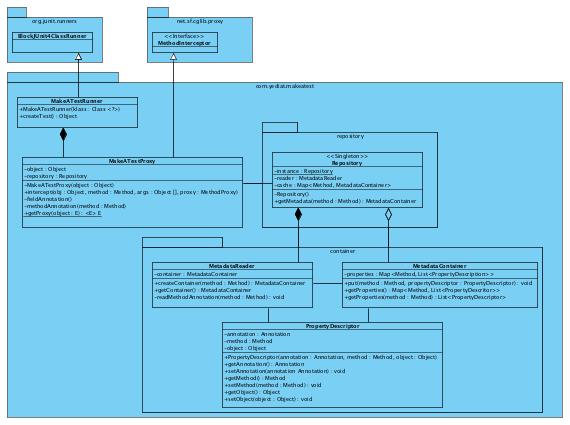 org.junit.runners
BlockJUnit4ClassRunner
net.sf.cglib.proxy
<<Interface>>
MethodInterceptor
com.yediat.makeatest
MakeATestRunner
+MakeATestRunner(klass : Class <?>)
+createTest() : Object
MakeATestProxy
-object : Object
-repository : Repository
-MakeATestProxy(object : Object)
+intercept(obj : Object, method : Method, args : Object [], proxy : MethodProxy)
-fieldAnnotation()
-methodAnnotation(method : Method)
+getProxy(object : E) : <E> E
repository
<<Singleton>>
Repository
-instance : Repository
-reader : MetadataReader
-cache : Map<Method, MetadataContainer>
-Repository()
+getMetadata(method : Method) : MetadataContainer
container
MetadataReader
-container : MetadataContainer
+createContainer(method : Method) : MetadataContainer
+getContainer() : MetadataContainer
-readMethodAnnotation(method : Method) : void
MetadataContainer
-properties : Map<Method, List<PropertyDescription>>
+put(method : Method, propertyDescriptor : PropertyDescriptor) : void
+getProperties() : Map<Method, List<PropertyDescritor>>
+getProperties(method : Method) : List<PropertyDescriptor>
PropertyDescriptor
-annotation : Annotation
-method : Method
-object : Object
+PropertyDescriptor(annotation : Annotation, method : Method, object : Object)
+getAnnotation() : Annotation
+setAnnotation(annotation Annotation) : void
+getMethod() : Method
+setMethod(method : Method) : void
+getObject() : Object
+setObject(object : Object) : void